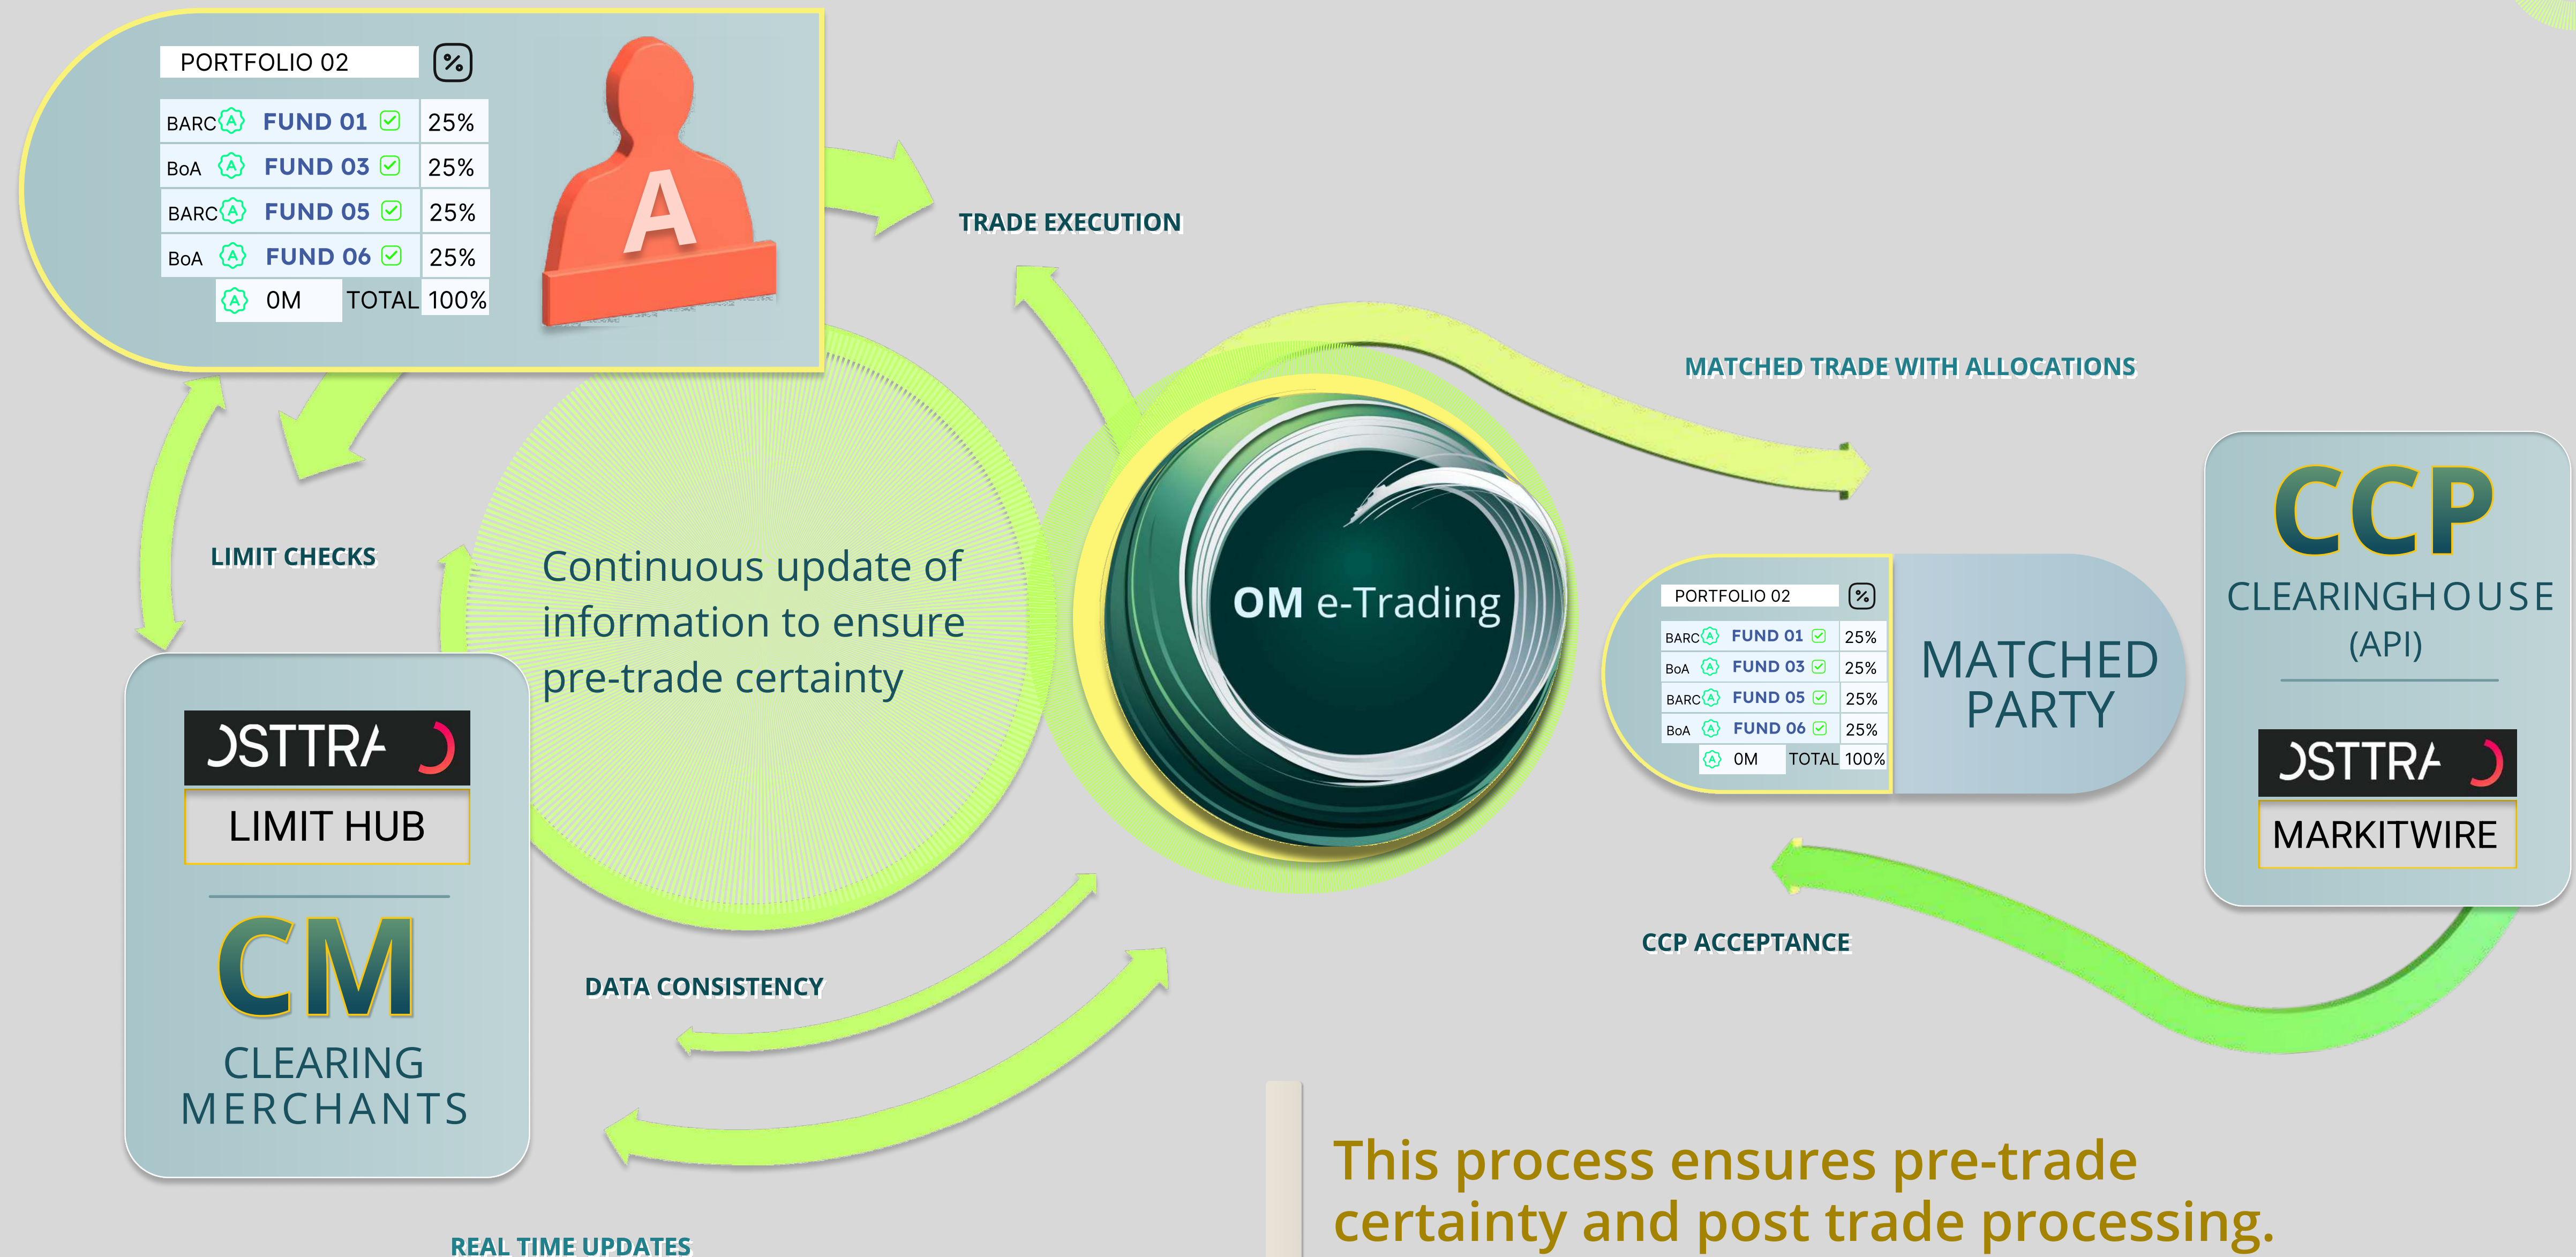 PORTFOLIO 02 %
BARC A FUND 01 25%
BoA A FUND 03 25%
BARC A FUND 05 25%
BoA A FUND 06 25%
A 0M TOTAL 100%
A
TRADE EXECUTION
MATCHED TRADE WITH ALLOCATIONS
LIMIT CHECKS
Continuous update of
information to ensure
pre-trade certainty
OM e-Trading
PORTFOLIO 02 %
BARC A FUND 01 25%
BoA A FUND 03 25%
BARC A FUND 05 25%
BoA A FUND 06 25%
A 0M TOTAL 100%
MATCHED
PARTY
CCP
CLEARINGHOUSE
(API)
OSTTRA
MARKITWIRE
OSTTRA
LIMIT HUB
CM
CLEARING
MERCHANTS
DATA CONSISTENCY
CCP ACCEPTANCE
REAL TIME UPDATES
This process ensures pre-trade
certainty and post trade processing.